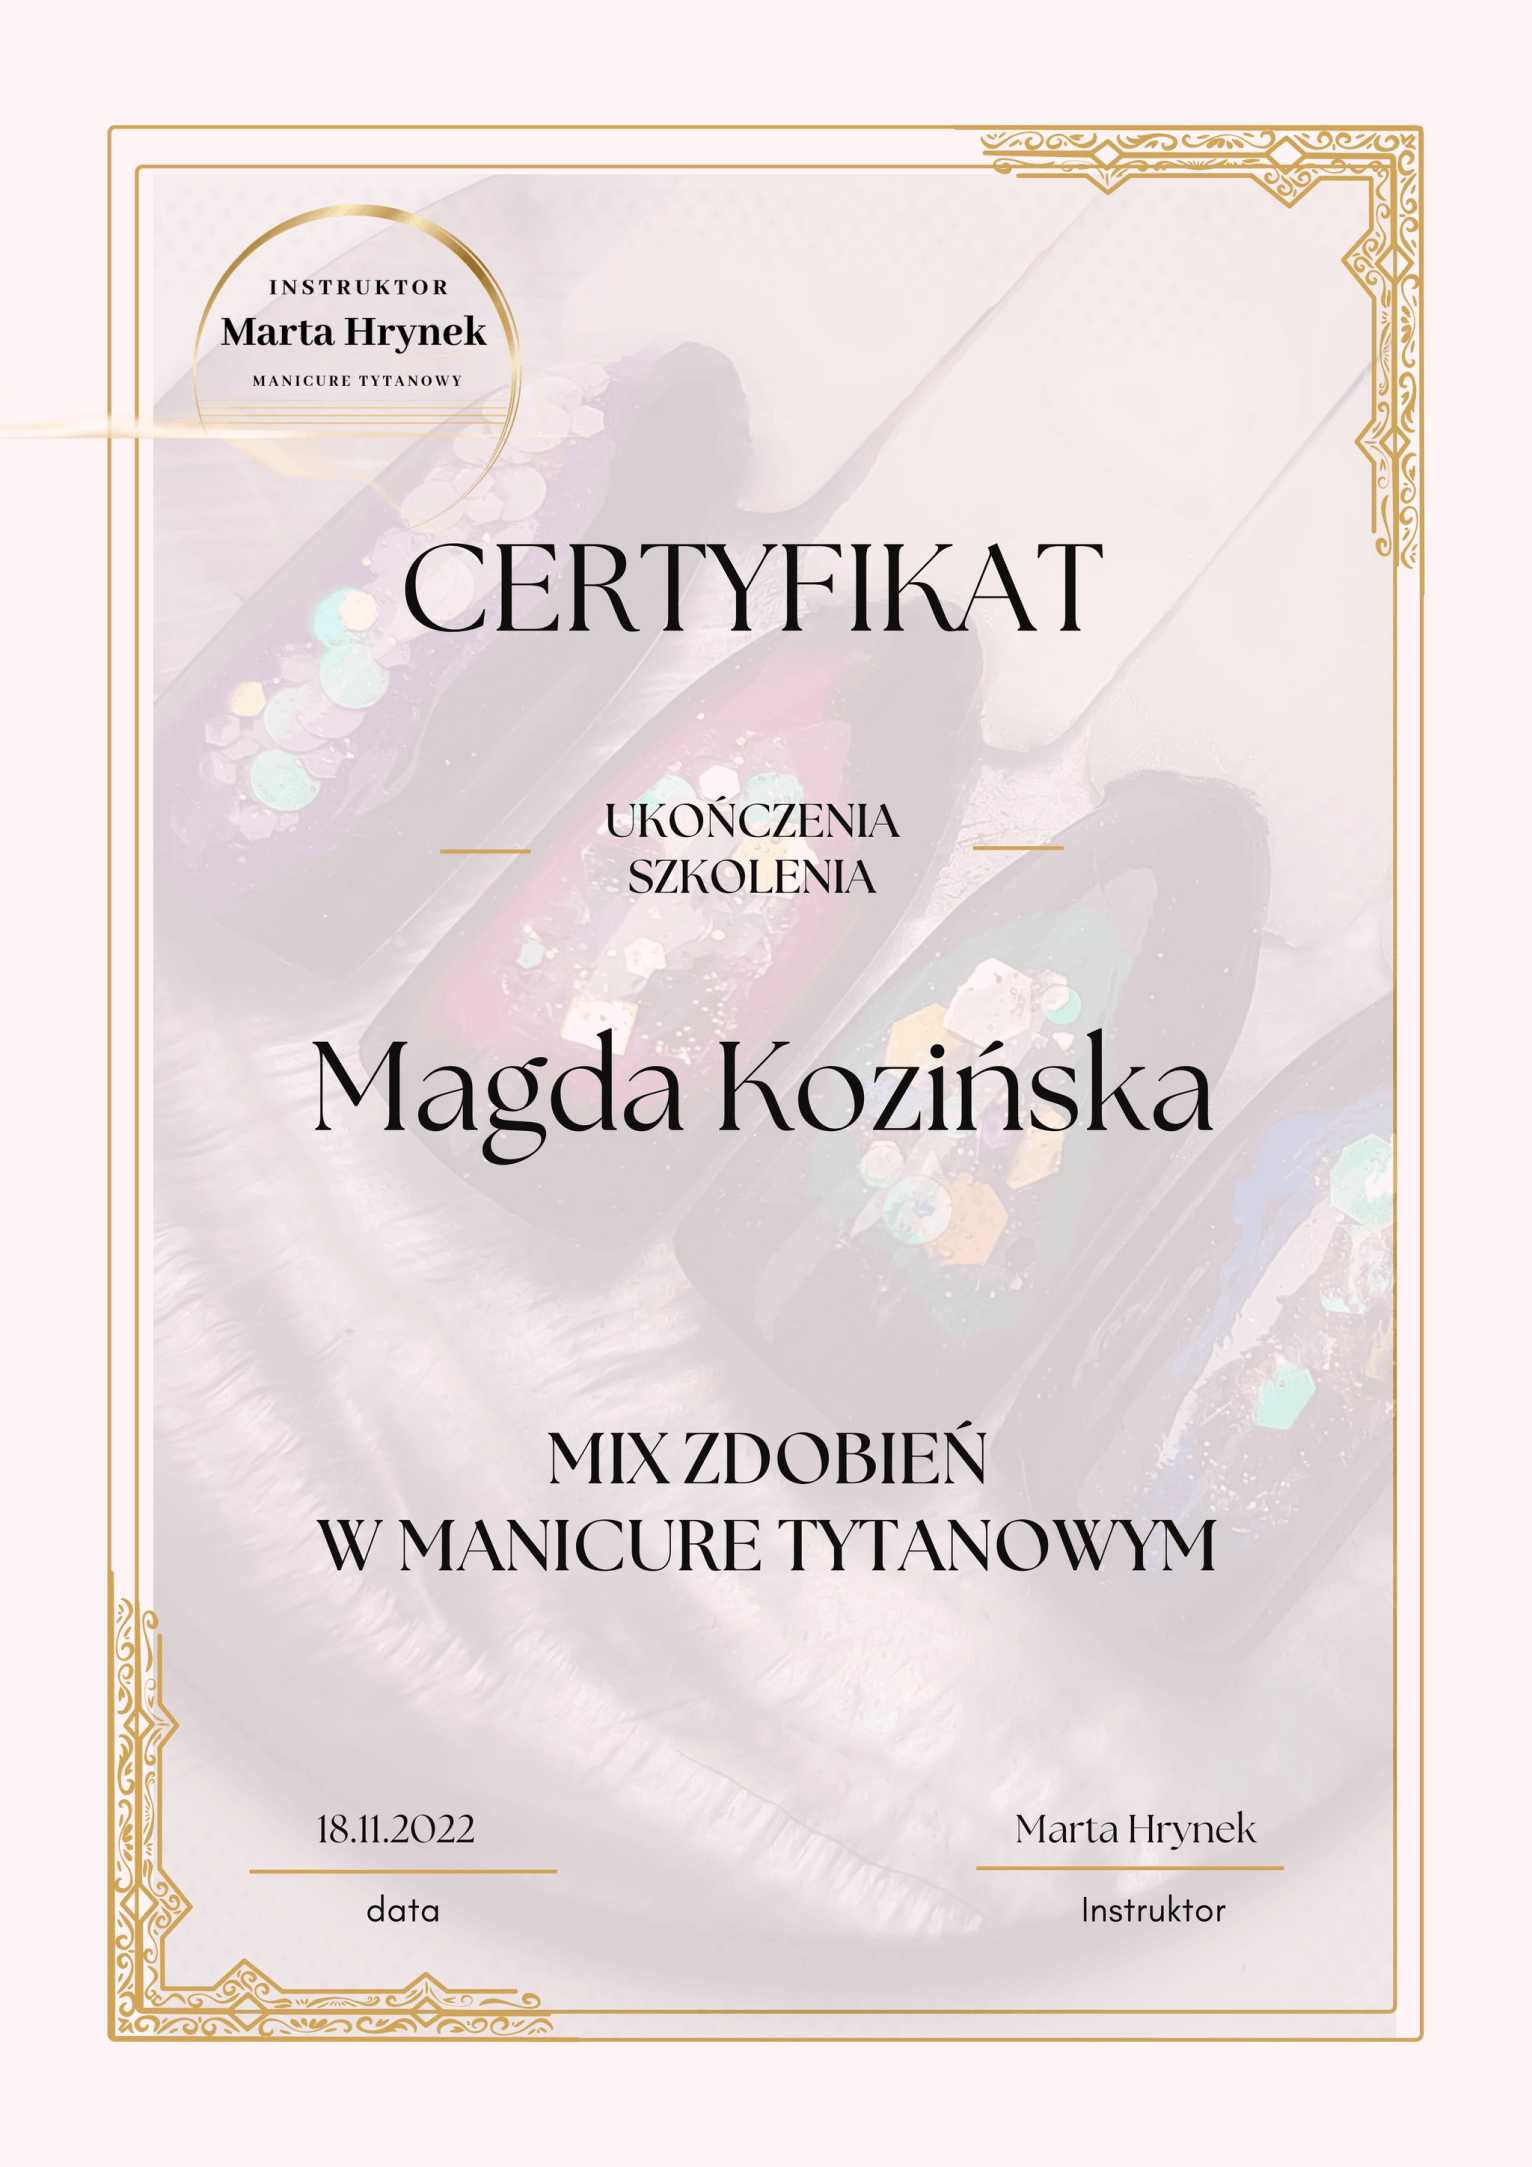 INSTRUKTOR
Marta Hrynek
MANICURE TYTANOWY
CERTYFIKAT
UKOŃCZENIA
SZKOLENIA
Magda Kozińska
MIX ZDOBIEŃ
W MANICURE TYTANOWYM
18.11.2022
data
Marta Hrynek
Instruktor